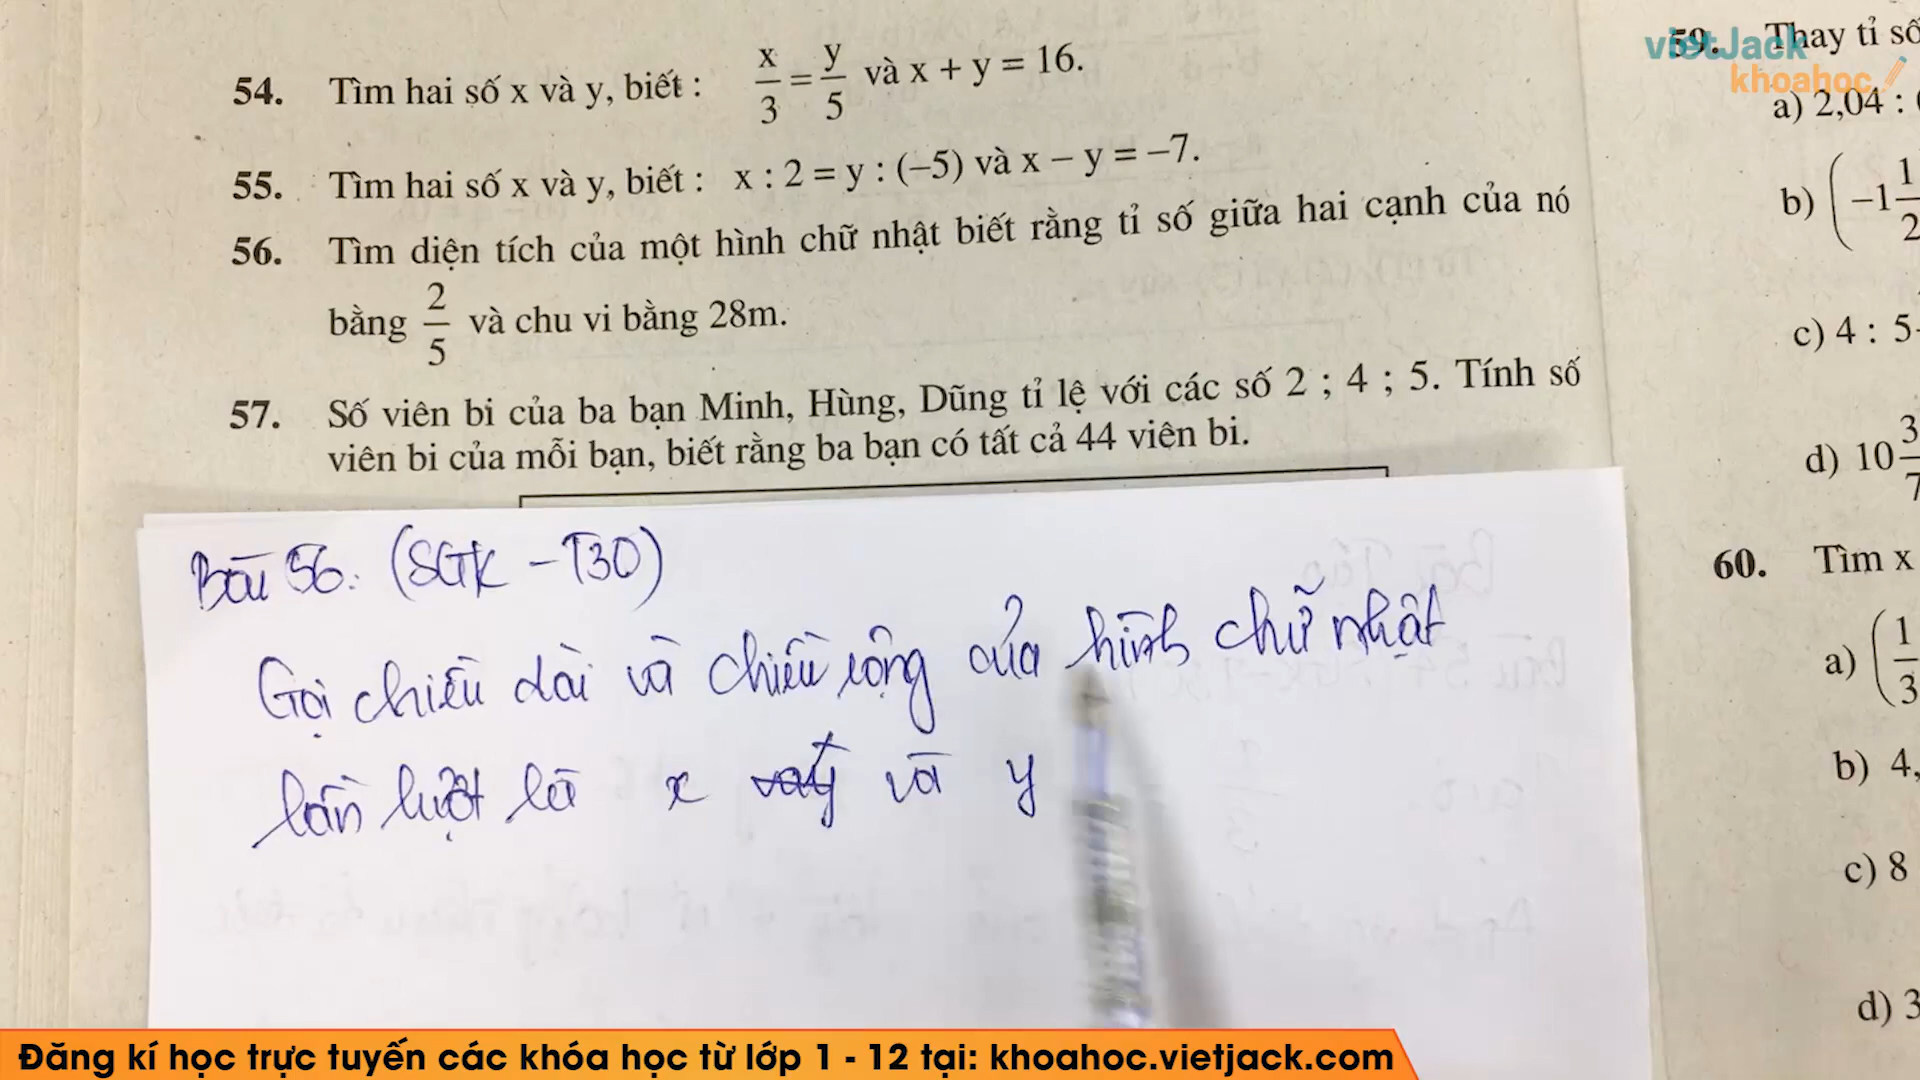 54. Tìm hai số x và y, biết : x/3 = y/5 và x + y = 16.
55. Tìm hai số x và y, biết : x : 2 = y : (–5) và x – y = –7.
56. Tìm diện tích của một hình chữ nhật biết rằng tỉ số giữa hai cạnh của nó
bằng 2/5 và chu vi bằng 28m.
57. Số viên bi của ba bạn Minh, Hùng, Dũng tỉ lệ với các số 2 ; 4 ; 5. Tính số
viên bi của mỗi bạn, biết rằng ba bạn có tất cả 44 viên bi.
Bài 56. (SGK - T30)
Gọi chiều dài và chiều rộng của hình chữ nhật
lần lượt là x và y
59. Thay tỉ số
a) 2,04 :
b) (–1 1/2
c) 4 : 5
d) 10 3/7
60. Tìm x
a) (1/3
b) 4,
c) 8
d) 3
vietJack
khoahoc
Đăng kí học trực tuyến các khóa học từ lớp 1 - 12 tại: khoahoc.vietjack.com